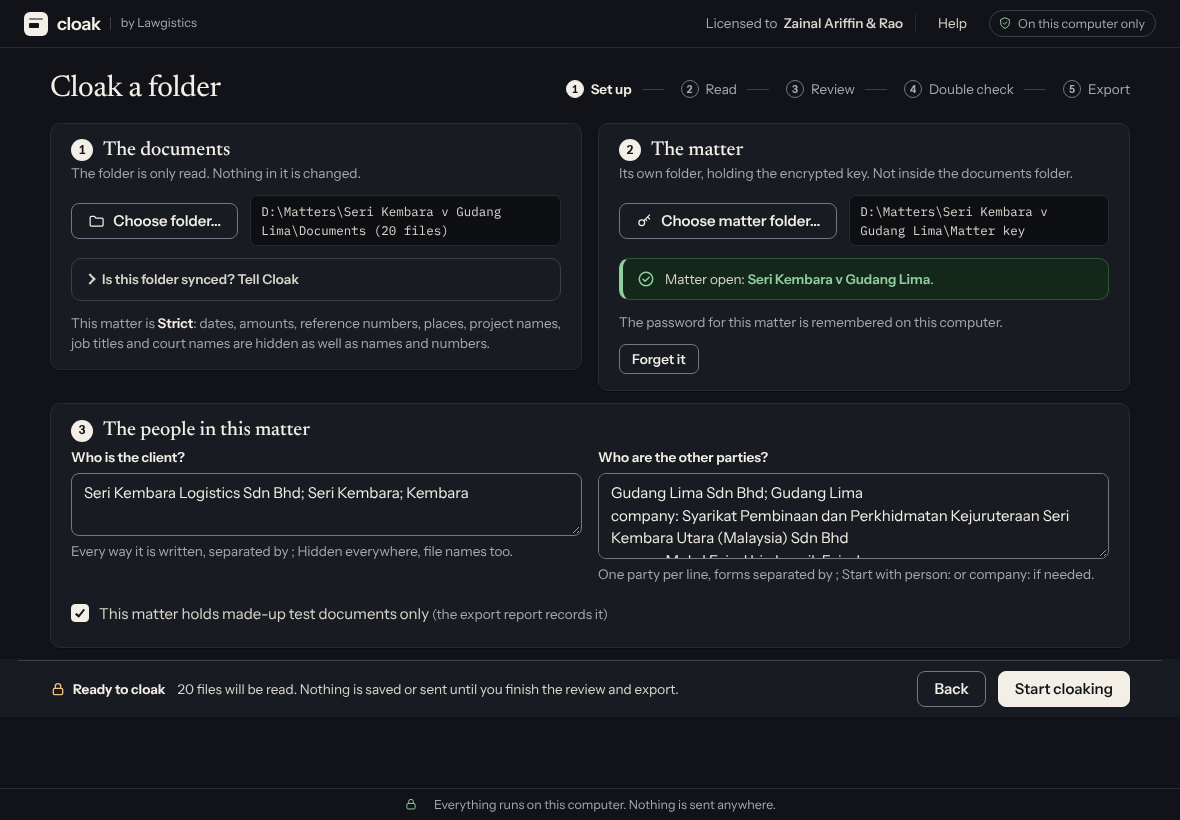 cloak by Lawgistics
Licensed to Zainal Ariffin & Rao Help On this computer only
Cloak a folder
1 Set up 2 Read 3 Review 4 Double check 5 Export
1 The documents
The folder is only read. Nothing in it is changed.
Choose folder...
D:\Matters\Seri Kembara v Gudang
Lima\Documents (20 files)
Is this folder synced? Tell Cloak
This matter is Strict: dates, amounts, reference numbers, places, project names,
job titles and court names are hidden as well as names and numbers.
2 The matter
Its own folder, holding the encrypted key. Not inside the documents folder.
Choose matter folder...
D:\Matters\Seri Kembara v
Gudang Lima\Matter key
Matter open: Seri Kembara v Gudang Lima.
The password for this matter is remembered on this computer.
Forget it
3 The people in this matter
Who is the client?
Seri Kembara Logistics Sdn Bhd; Seri Kembara; Kembara
Every way it is written, separated by ; Hidden everywhere, file names too.
Who are the other parties?
Gudang Lima Sdn Bhd; Gudang Lima
company: Syarikat Pembinaan dan Perkhidmatan Kejuruteraan Seri
Kembara Utara (Malaysia) Sdn Bhd
One party per line, forms separated by ; Start with person: or company: if needed.
This matter holds made-up test documents only (the export report records it)
Ready to cloak 20 files will be read. Nothing is saved or sent until you finish the review and export.
Back
Start cloaking
Everything runs on this computer. Nothing is sent anywhere.